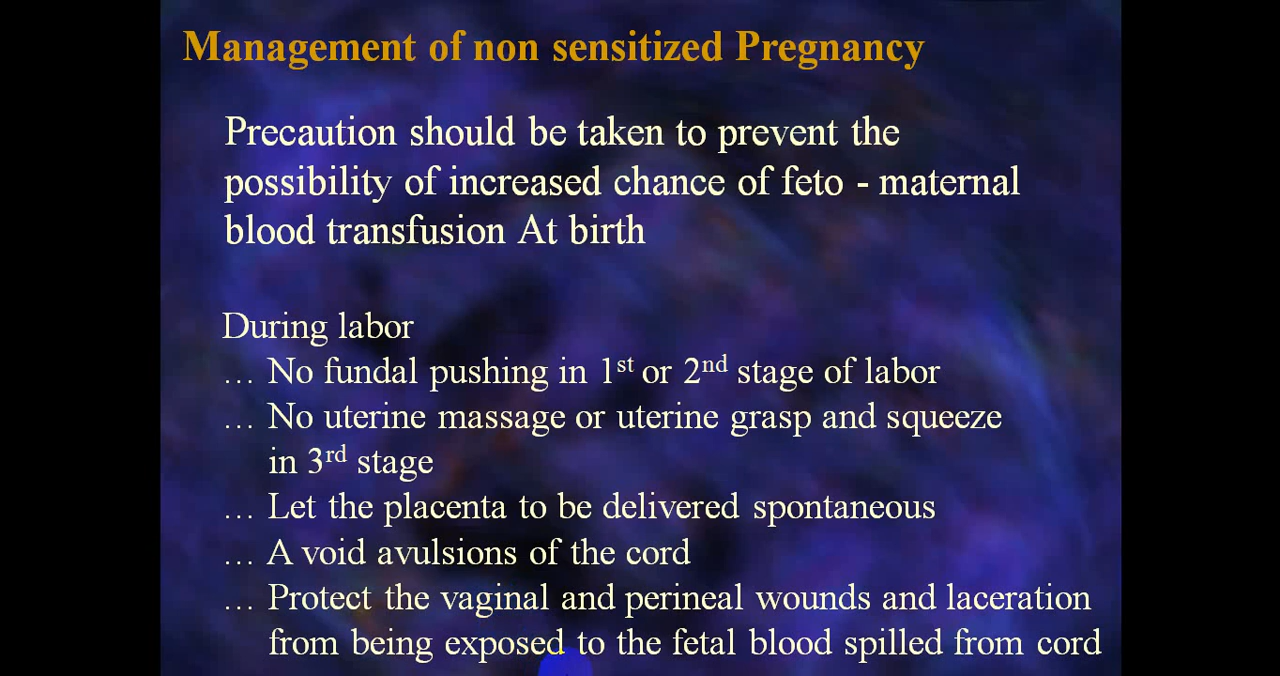 Management of non sensitized Pregnancy
Precaution should be taken to prevent the
possibility of increased chance of feto - maternal
blood transfusion At birth
During labor
… No fundal pushing in 1st or 2nd stage of labor
… No uterine massage or uterine grasp and squeeze
in 3rd stage
… Let the placenta to be delivered spontaneous
… A void avulsions of the cord
… Protect the vaginal and perineal wounds and laceration
from being exposed to the fetal blood spilled from cord